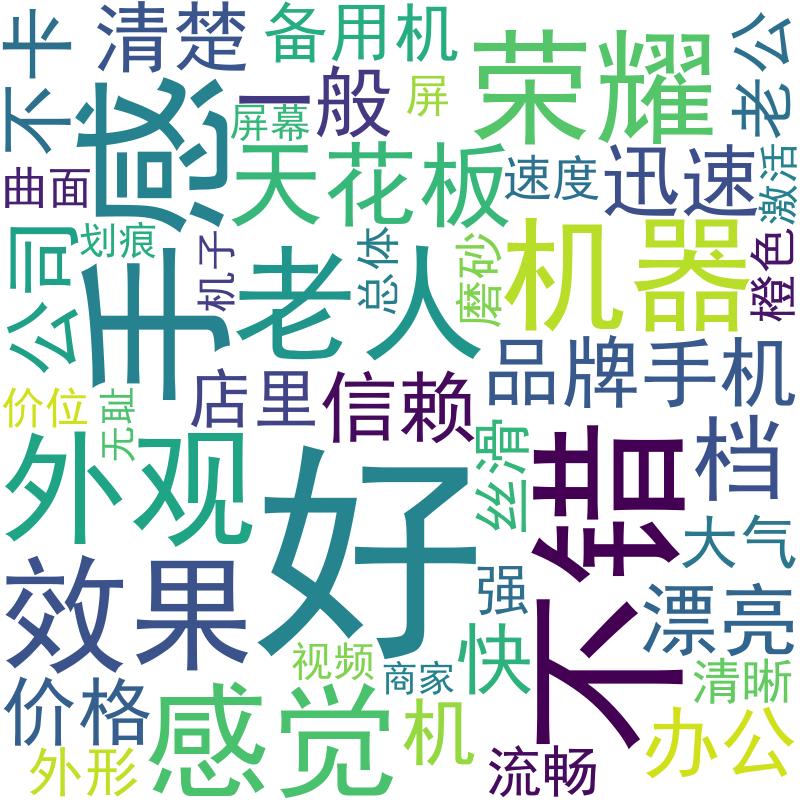 不卡
清楚
备用机
荣耀
老公
手感
一般
屏
屏幕
天花板
速度
迅速
激活
曲面
公司
划痕
机子
老人
总体
磨砂
机器
橙色
价位
无耻
店里
信赖
品牌
手机
外观
好
丝滑
不错
档
大气
效果
强
漂亮
价格
感觉
视频
商家
快
机
清晰
外形
流畅
办公